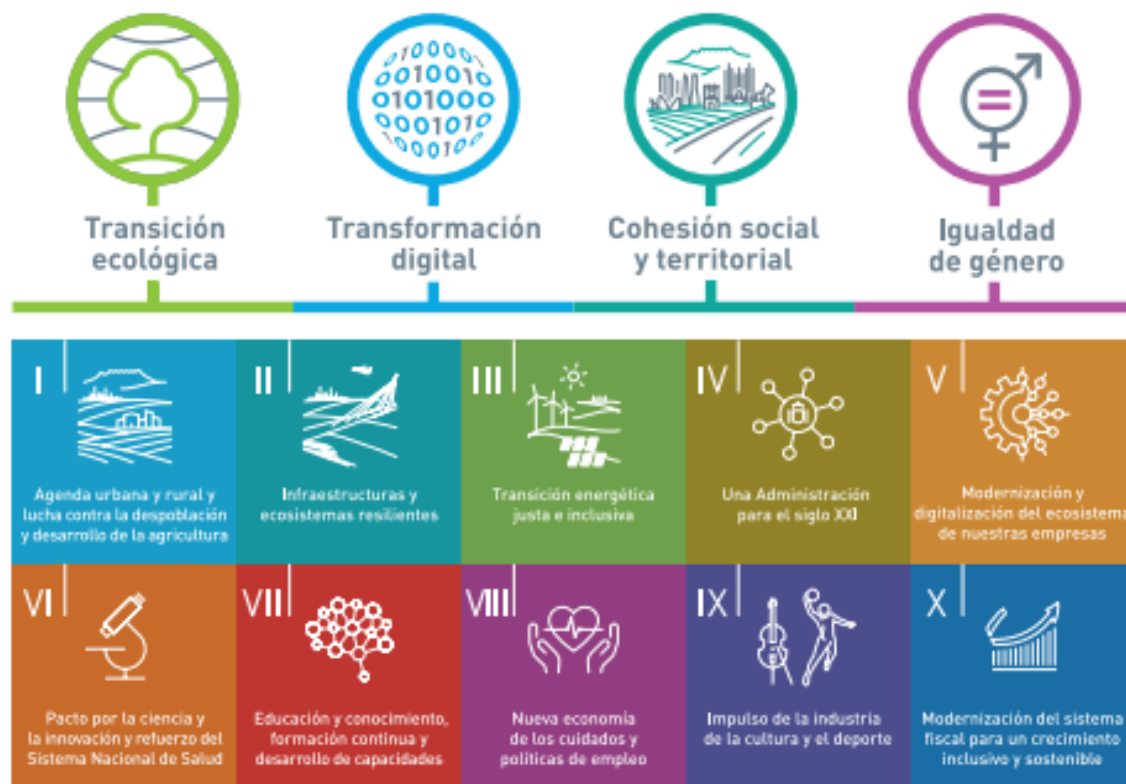 Transición
ecológica
Transformación
digital
Cohesión social
y territorial
Igualdad
de género
I
Agenda urbana y rural y
lucha contra la despoblación
y desarrollo de la agricultura
II
Infraestructuras y
ecosistemas resilientes
III
Transición energética
justa e inclusiva
IV
Una Administración
para el siglo XXI
V
Modernización y
digitalización del ecosistema
de nuestras empresas
VI
Pacto por la ciencia y
la innovación y refuerzo del
Sistema Nacional de Salud
VII
Educación y conocimiento,
formación continua y
desarrollo de capacidades
VIII
Nueva economía
de los cuidados y
políticas de empleo
IX
Impulso de la industria
de la cultura y el deporte
X
Modernización del sistema
fiscal para un crecimiento
inclusivo y sostenible